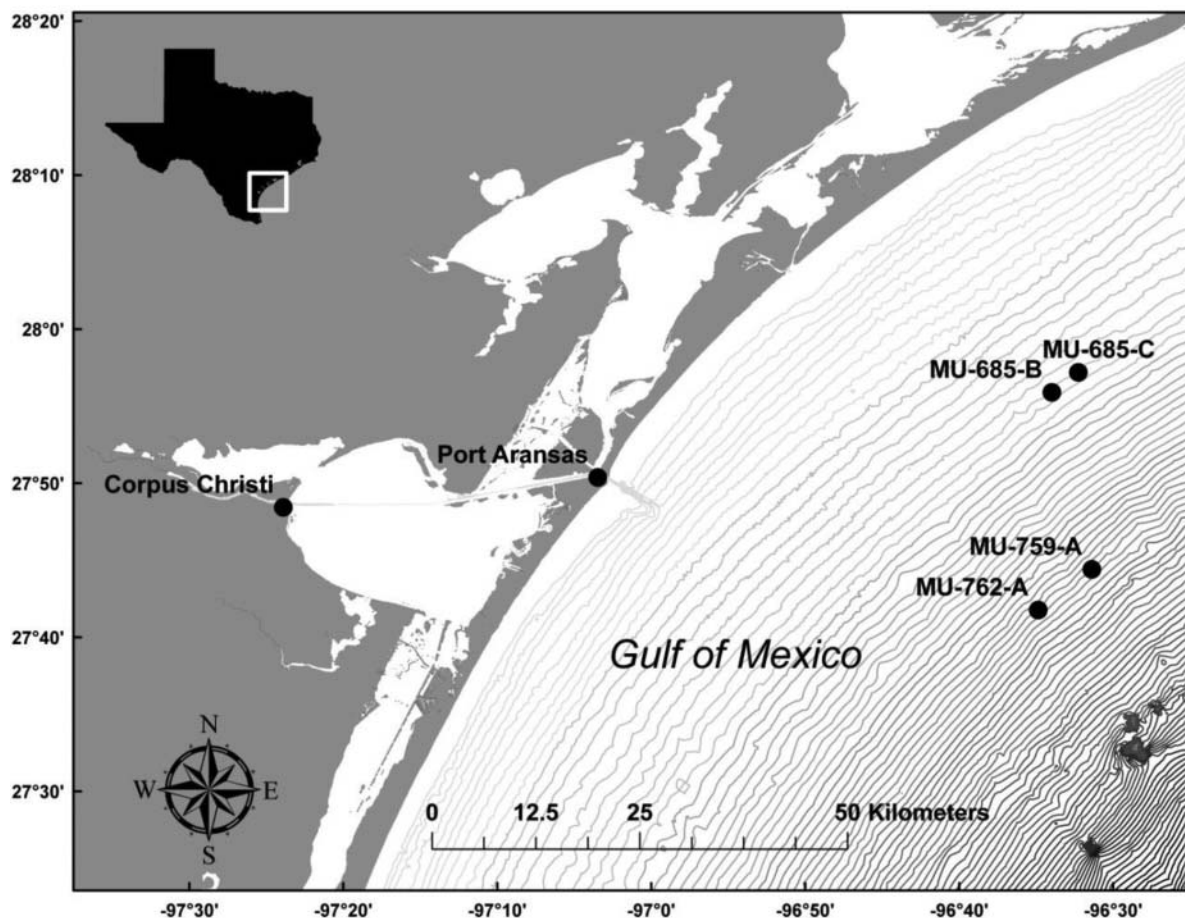 28°20'
28°10'
28°0'
MU-685-C
MU-685-B
Port Aransas
27°50'
Corpus Christi
MU-759-A
MU-762-A
27°40'
Gulf of Mexico
N
W E
S
27°30'
0 12.5 25 50 Kilometers
-97°30' -97°20' -97°10' -97°0' -96°50' -96°40' -96°30'